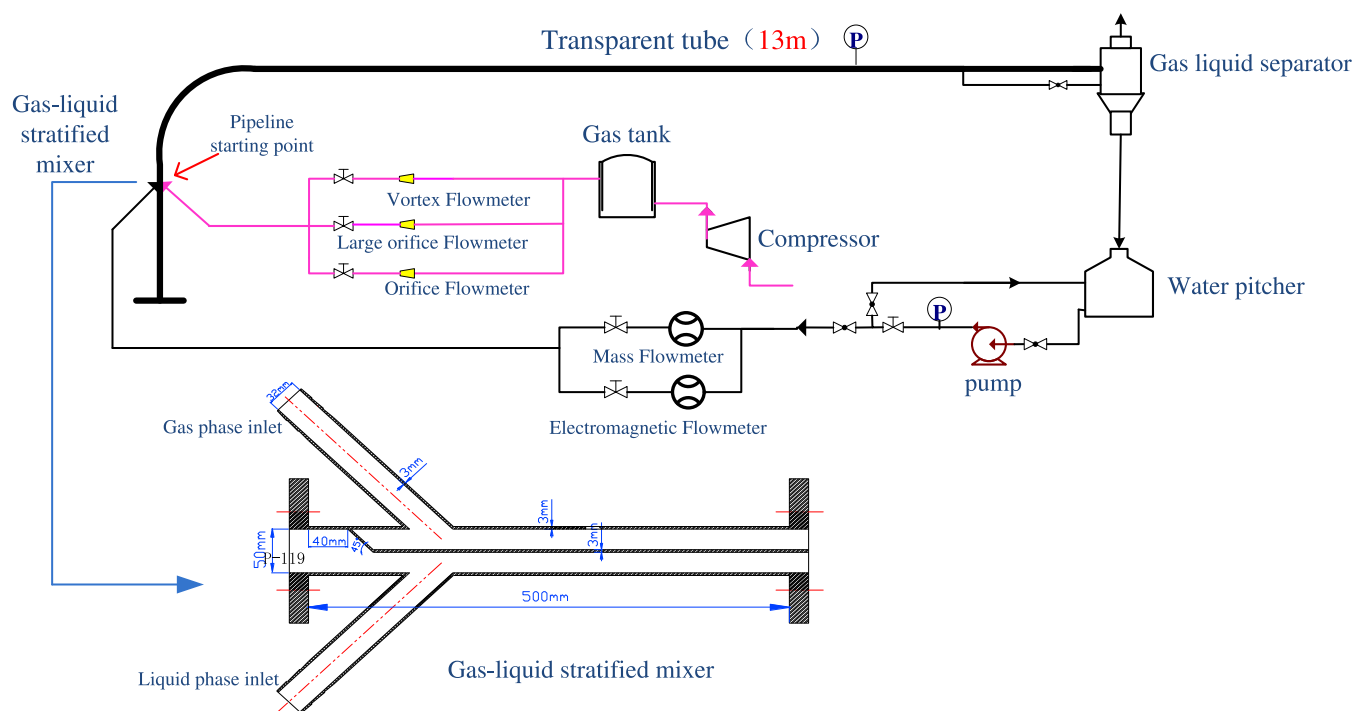 Transparent tube（13m）
P
Gas liquid separator
Gas-liquid
stratified
mixer
Pipeline
starting point
Gas tank
Vortex Flowmeter
Large orifice Flowmeter
Compressor
Orifice Flowmeter
Water pitcher
P
Mass Flowmeter
pump
Electromagnetic Flowmeter
32mm
Gas phase inlet
3mm
3mm
3mm
50mm
40mm
45°
P-119
500mm
Gas-liquid stratified mixer
Liquid phase inlet